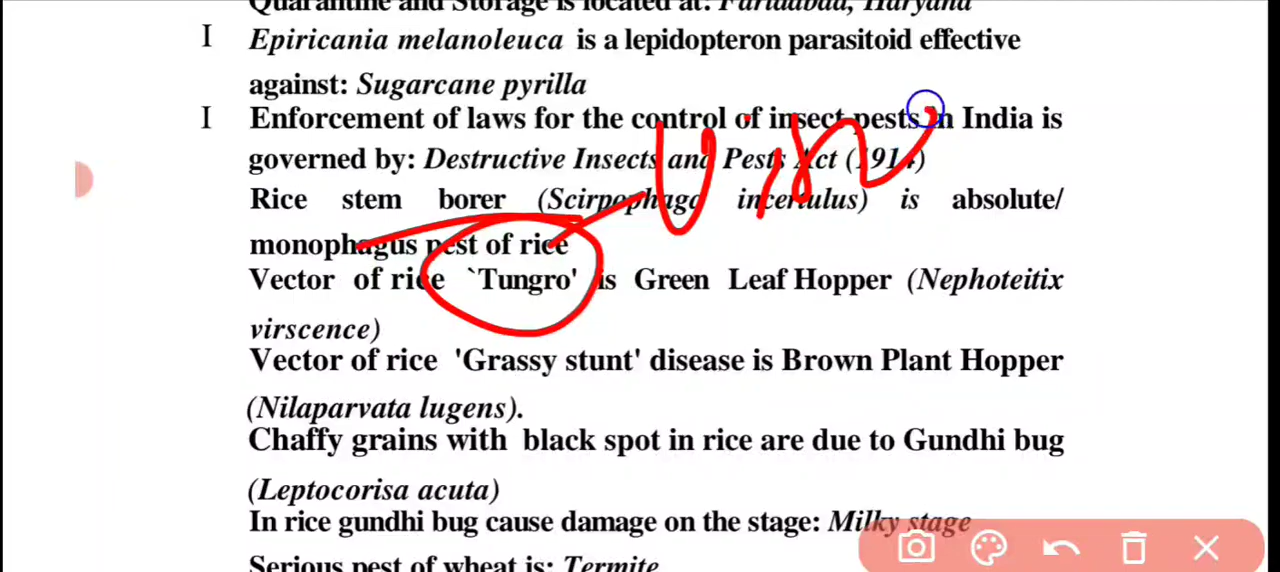 Quarantine and Storage is located at: Faridabad, Haryana
I Epiricania melanoleuca is a lepidopteron parasitoid effective
against: Sugarcane pyrilla
I Enforcement of laws for the control of insect pests in India is
governed by: Destructive Insects and Pests Act (1914)
Rice stem borer (Scirpophaga incertulus) is absolute/
monophagus pest of rice
Vector of rice `Tungro' is Green Leaf Hopper (Nephoteitix
virscence)
Vector of rice 'Grassy stunt' disease is Brown Plant Hopper
(Nilaparvata lugens).
Chaffy grains with black spot in rice are due to Gundhi bug
(Leptocorisa acuta)
In rice gundhi bug cause damage on the stage: Milky stage
Serious pest of wheat is: Termite